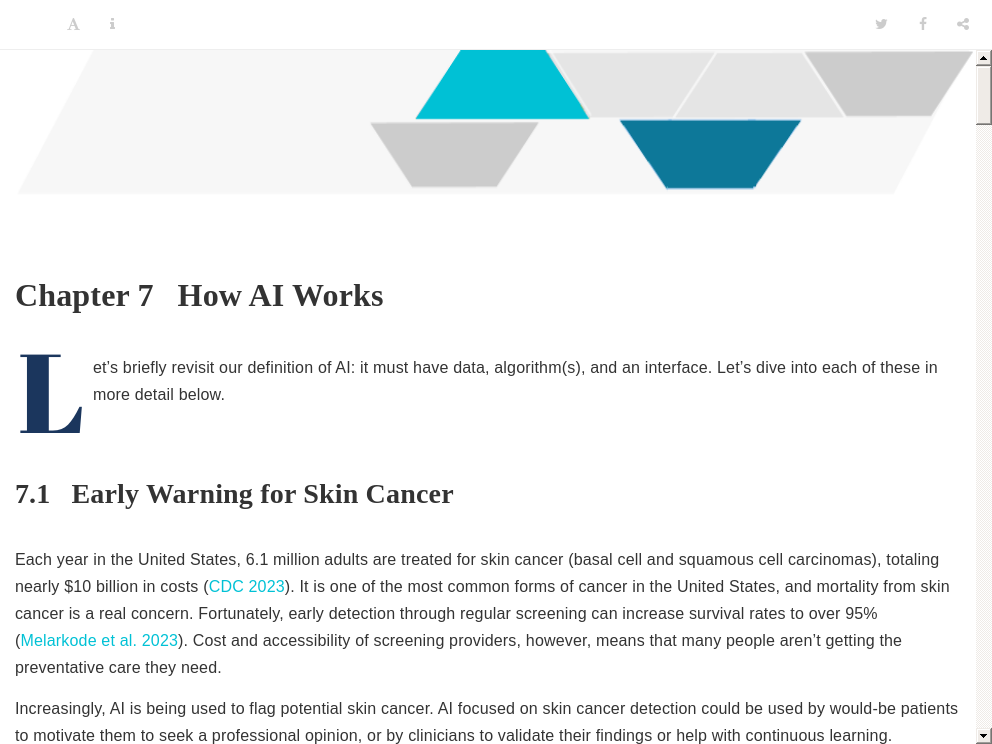 Chapter 7 How AI Works
Let’s briefly revisit our definition of AI: it must have data, algorithm(s), and an interface. Let’s dive into each of these in
more detail below.
7.1 Early Warning for Skin Cancer
Each year in the United States, 6.1 million adults are treated for skin cancer (basal cell and squamous cell carcinomas), totaling
nearly $10 billion in costs (CDC 2023). It is one of the most common forms of cancer in the United States, and mortality from skin
cancer is a real concern. Fortunately, early detection through regular screening can increase survival rates to over 95%
(Melarkode et al. 2023). Cost and accessibility of screening providers, however, means that many people aren’t getting the
preventative care they need.
Increasingly, AI is being used to flag potential skin cancer. AI focused on skin cancer detection could be used by would-be patients
to motivate them to seek a professional opinion, or by clinicians to validate their findings or help with continuous learning.